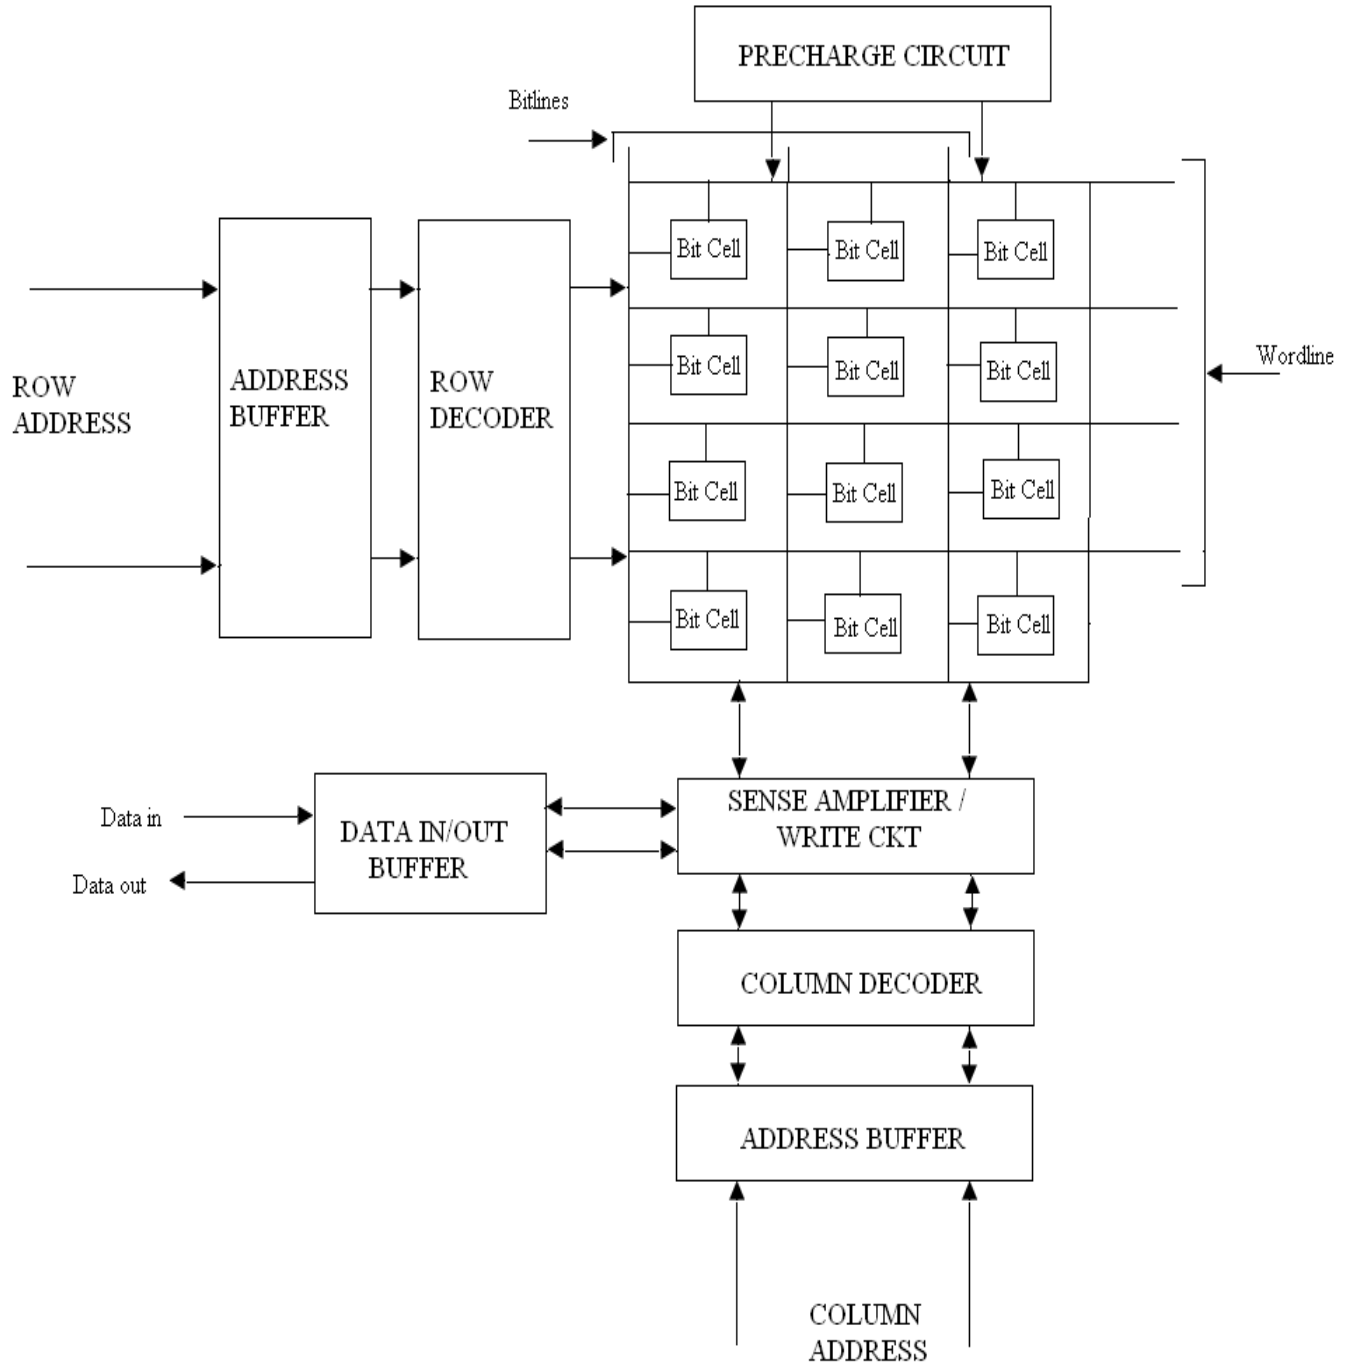 PRECHARGE CIRCUIT
Bitlines
Bit Cell
Bit Cell
Bit Cell
ROW
ADDRESS
ADDRESS
BUFFER
ROW
DECODER
Bit Cell
Bit Cell
Bit Cell
Wordline
Bit Cell
Bit Cell
Bit Cell
Bit Cell
Bit Cell
Bit Cell
Data in
Data out
DATA IN/OUT
BUFFER
SENSE AMPLIFIER /
WRITE CKT
COLUMN DECODER
ADDRESS BUFFER
COLUMN
ADDRESS